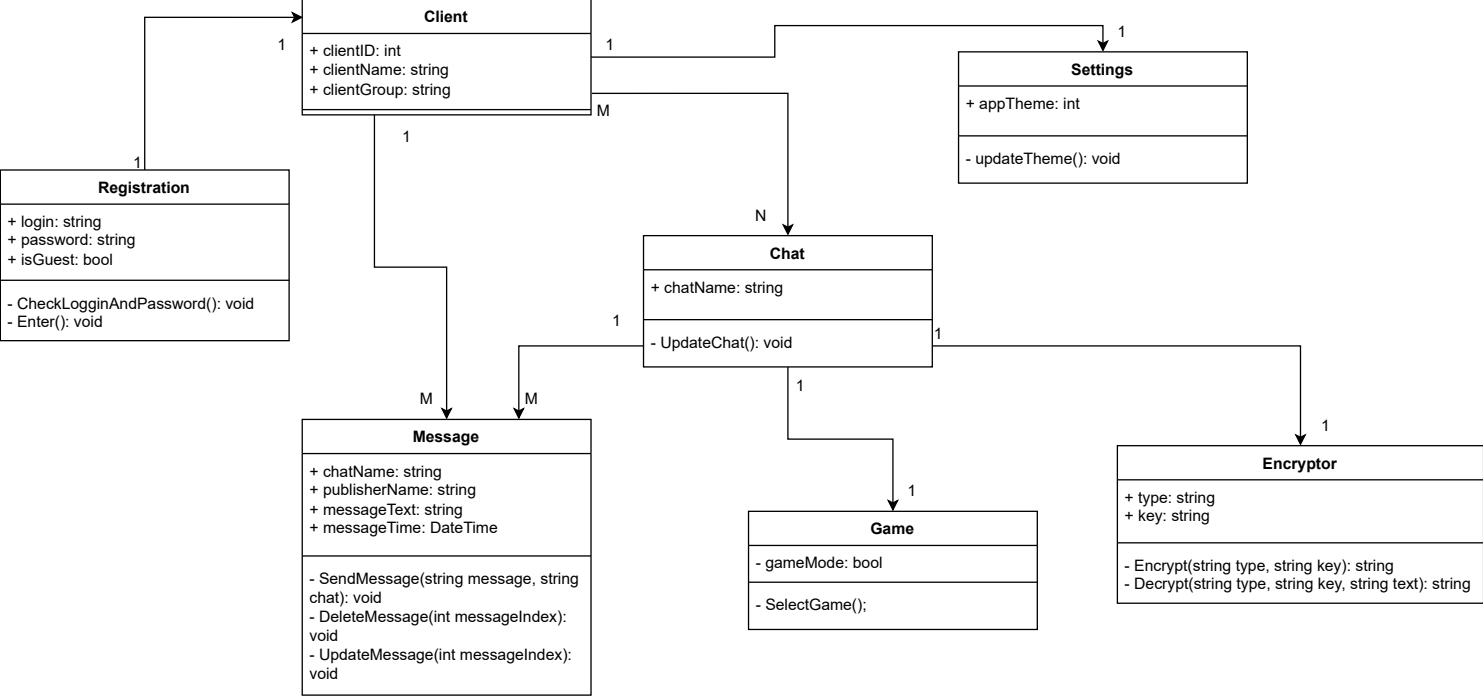 Client
+ clientID: int
+ clientName: string
+ clientGroup: string
1
1
1
M
1
1
Settings
+ appTheme: int
- updateTheme(): void
Registration
+ login: string
+ password: string
+ isGuest: bool
- CheckLogginAndPassword(): void
- Enter(): void
N
Chat
+ chatName: string
- UpdateChat(): void
1
1
1
M
M
1
1
Message
+ chatName: string
+ publisherName: string
+ messageText: string
+ messageTime: DateTime
- SendMessage(string message, string
chat): void
- DeleteMessage(int messageIndex):
void
- UpdateMessage(int messageIndex):
void
Game
- gameMode: bool
- SelectGame();
Encryptor
+ type: string
+ key: string
- Encrypt(string type, string key): string
- Decrypt(string type, string key, string text): string